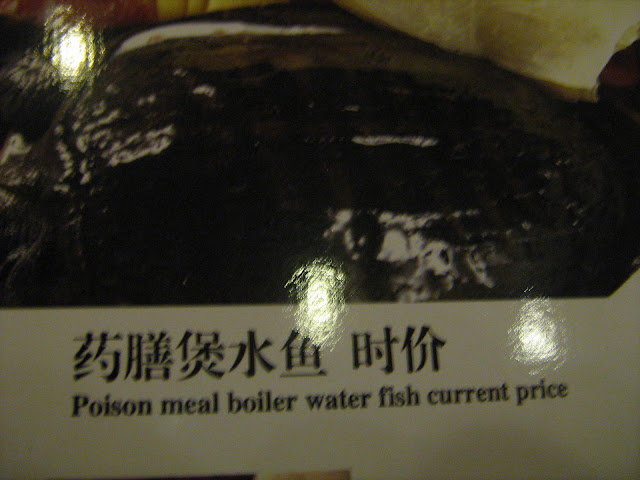 药膳煲水鱼 时价
Poison meal boiler water fish current price